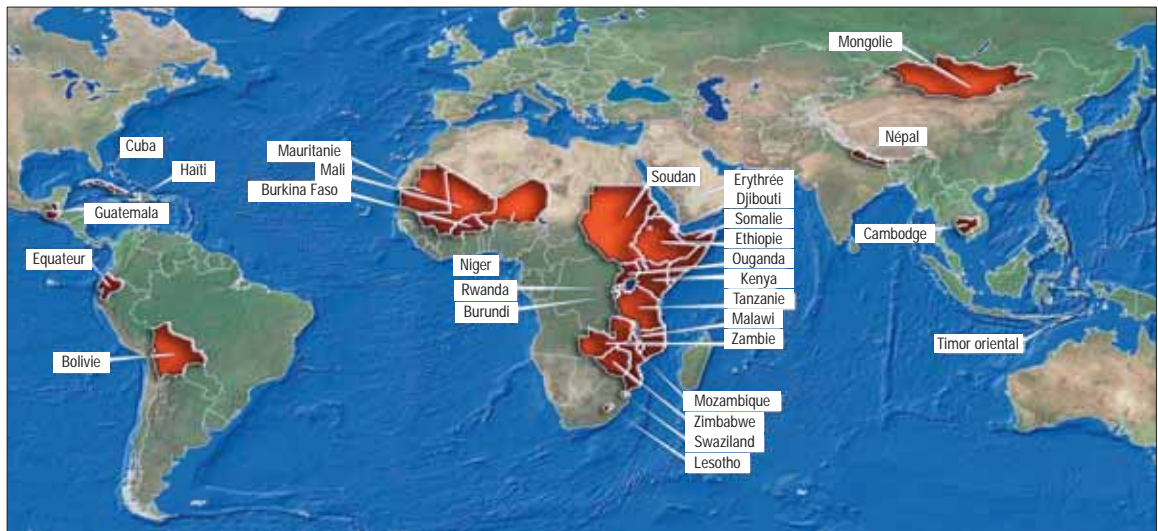 Mongolie
Népal
Cuba
Haïti
Guatemala
Equateur
Bolivie
Mauritanie
Mali
Burkina Faso
Niger
Rwanda
Burundi
Soudan
Erythrée
Djibouti
Somalie
Ethiopie
Ouganda
Kenya
Tanzanie
Malawi
Zambie
Mozambique
Zimbabwe
Swaziland
Lesotho
Cambodge
Timor oriental